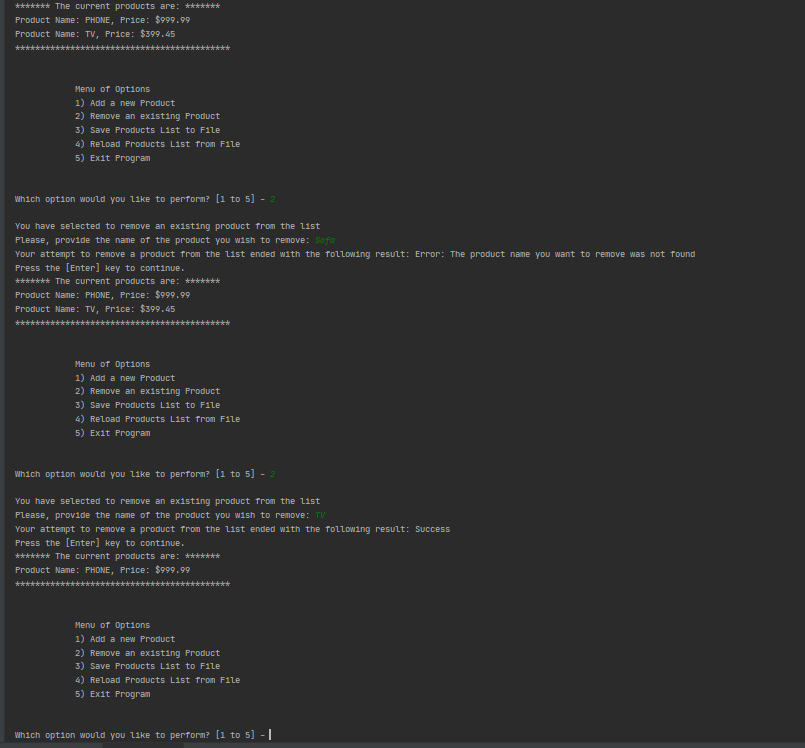 ******* The current products are: *******
Product Name: PHONE, Price: $999.99
Product Name: TV, Price: $399.45
*******************************************
Menu of Options
1) Add a new Product
2) Remove an existing Product
3) Save Products List to File
4) Reload Products List from File
5) Exit Program
Which option would you like to perform? [1 to 5] - 2
You have selected to remove an existing product from the list
Please, provide the name of the product you wish to remove: Sofa
Your attempt to remove a product from the list ended with the following result: Error: The product name you want to remove was not found
Press the [Enter] key to continue.
******* The current products are: *******
Product Name: PHONE, Price: $999.99
Product Name: TV, Price: $399.45
*******************************************
Menu of Options
1) Add a new Product
2) Remove an existing Product
3) Save Products List to File
4) Reload Products List from File
5) Exit Program
Which option would you like to perform? [1 to 5] - 2
You have selected to remove an existing product from the list
Please, provide the name of the product you wish to remove: TV
Your attempt to remove a product from the list ended with the following result: Success
Press the [Enter] key to continue.
******* The current products are: *******
Product Name: PHONE, Price: $999.99
*******************************************
Menu of Options
1) Add a new Product
2) Remove an existing Product
3) Save Products List to File
4) Reload Products List from File
5) Exit Program
Which option would you like to perform? [1 to 5] -